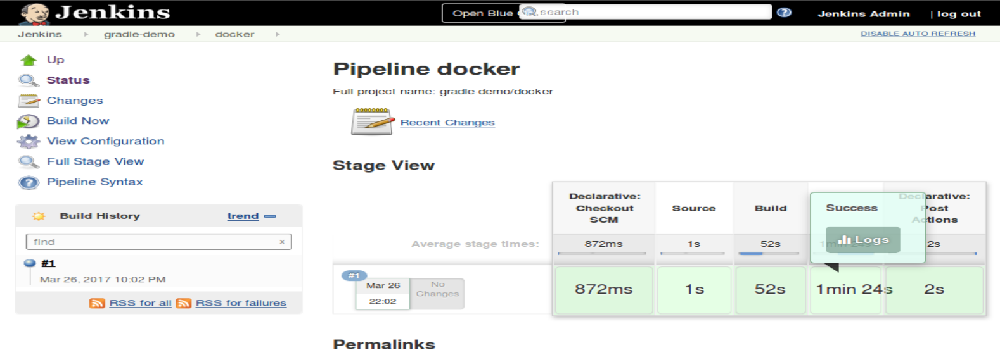 Jenkins
Open Blue
search
Jenkins Admin
| log out
Jenkins
gradle-demo
docker
DISABLE AUTO REFRESH
Up
Status
Changes
Build Now
View Configuration
Full Stage View
Pipeline Syntax
Build History
trend
find
x
#1
Mar 26, 2017 10:02 PM
RSS for all
RSS for failures
Pipeline docker
Full project name: gradle-demo/docker
Recent Changes
Stage View
Declarative:
Checkout
SCM
Source
Build
Success
Logs
Declarative:
Post
Actions
Average stage times:
872ms
1s
52s
1min 24s
2s
#1
Mar 26
22:02
No
Changes
872ms
1s
52s
1min 24s
2s
Permalinks